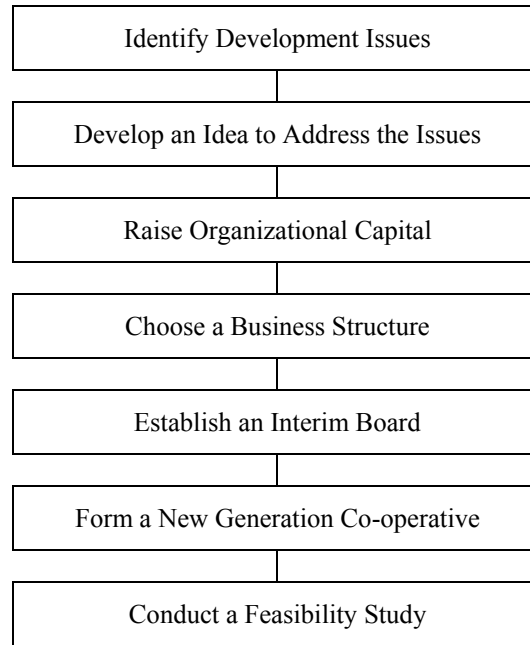 Identify Development Issues
Develop an Idea to Address the Issues
Raise Organizational Capital
Choose a Business Structure
Establish an Interim Board
Form a New Generation Co-operative
Conduct a Feasibility Study